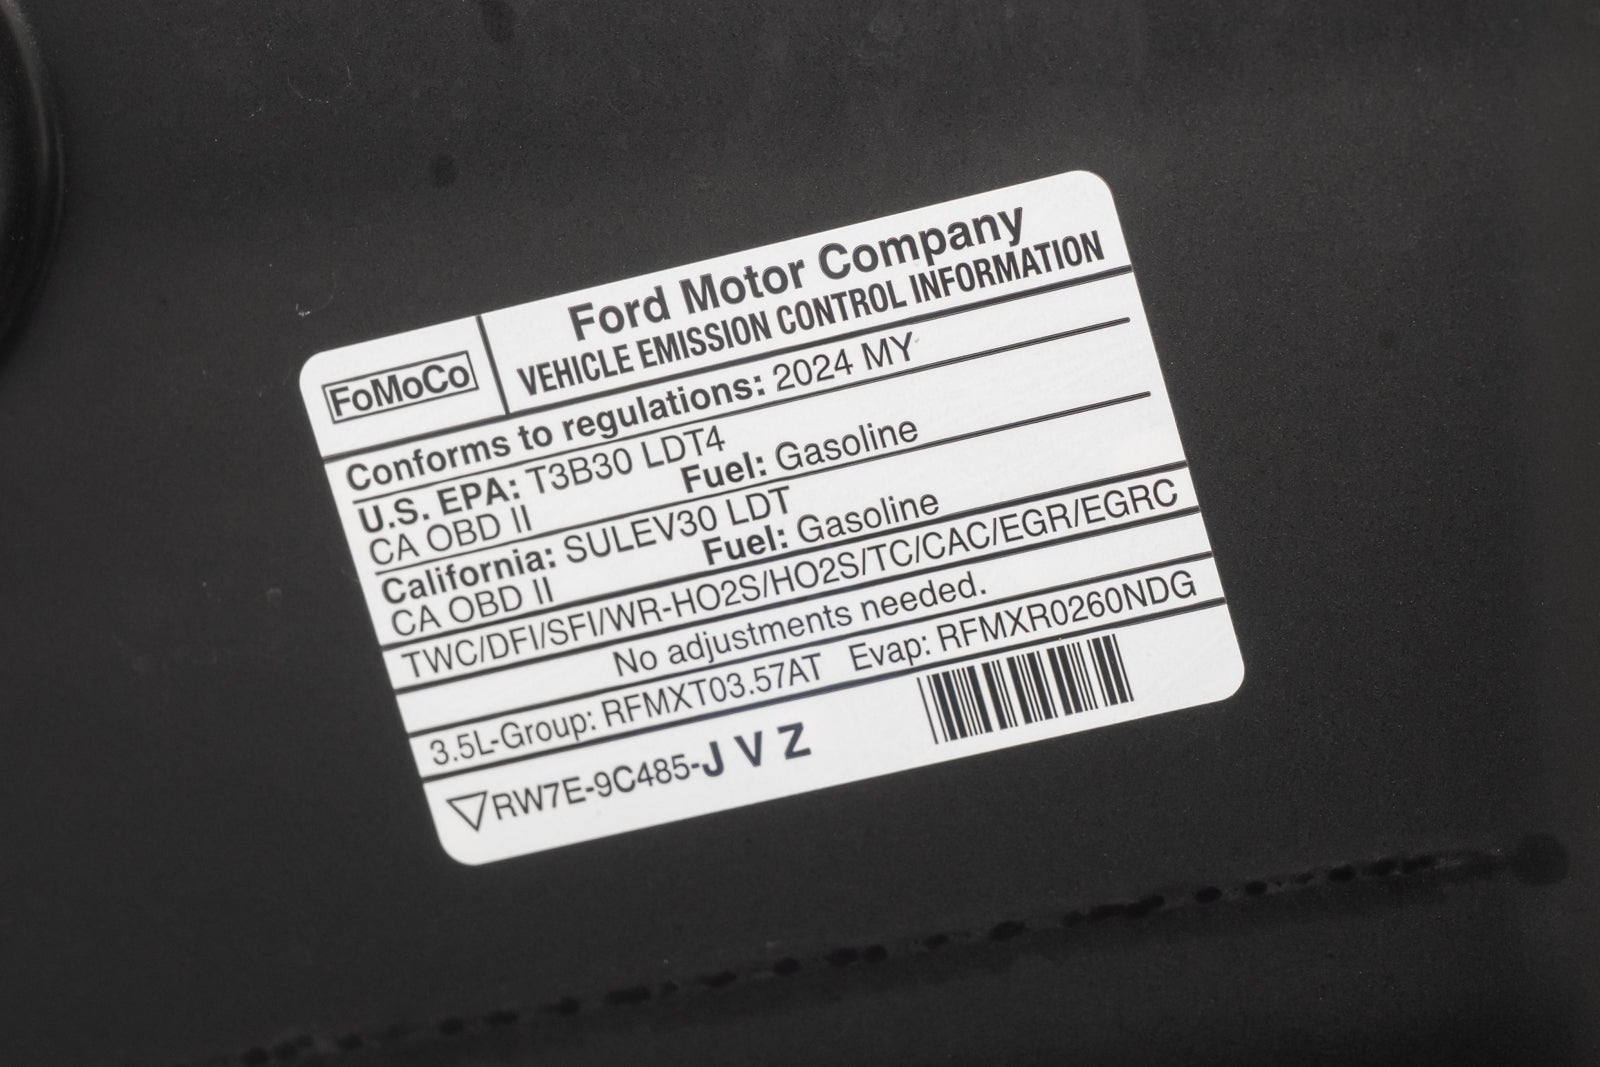 FoMoCo
Ford Motor Company
VEHICLE EMISSION CONTROL INFORMATION
Conforms to regulations: 2024 MY
U.S. EPA: T3B30 LDT4
CA OBD II Fuel: Gasoline
California: SULEV30 LDT
CA OBD II Fuel: Gasoline
TWC/DFI/SFI/WR-HO2S/HO2S/TC/CAC/EGR/EGRC
No adjustments needed.
3.5L-Group: RFMXT03.57AT Evap: RFMXR0260NDG
RW7E-9C485-J V Z